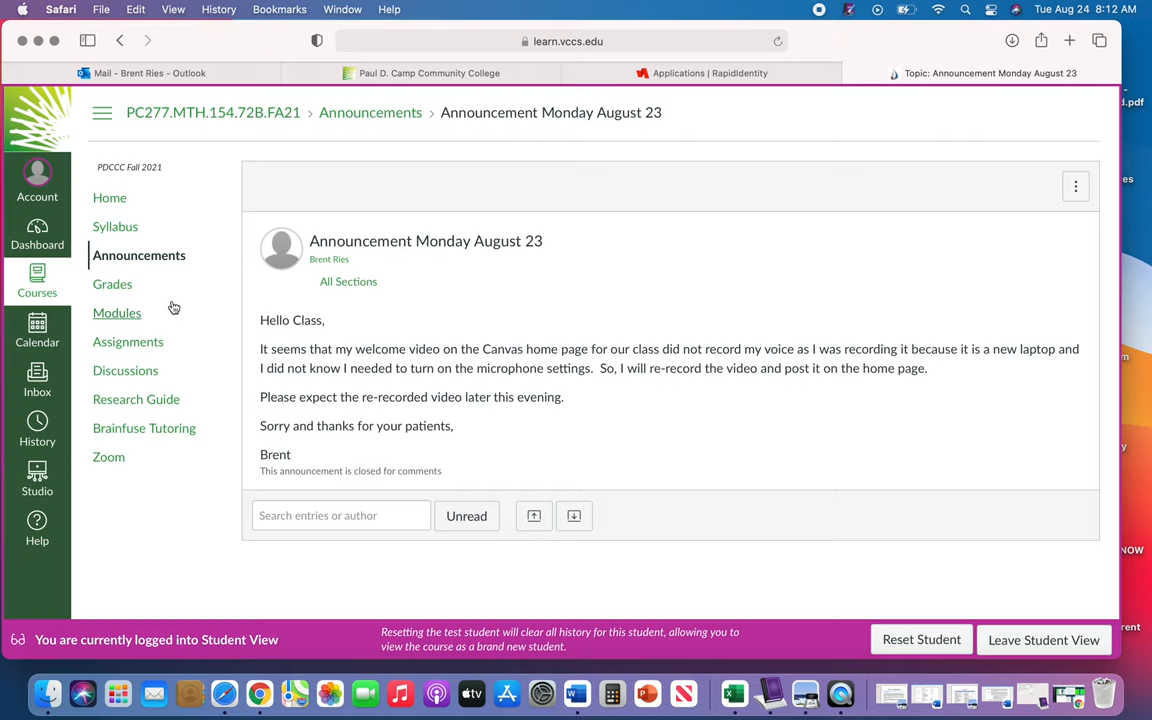 Safari File Edit View History Bookmarks Window Help Tue Aug 24 8:12 AM
learn.vccs.edu
Mail - Brent Ries - Outlook
Paul D. Camp Community College
Applications | RapidIdentity
Topic: Announcement Monday August 23
PC277.MTH.154.72B.FA21 › Announcements › Announcement Monday August 23
PDCCC Fall 2021
Home
Syllabus
Announcements
Grades
Modules
Assignments
Discussions
Research Guide
Brainfuse Tutoring
Zoom
Account
Dashboard
Courses
Calendar
Inbox
History
Studio
Help
Announcement Monday August 23
Brent Ries
All Sections
Hello Class,
It seems that my welcome video on the Canvas home page for our class did not record my voice as I was recording it because it is a new laptop and
I did not know I needed to turn on the microphone settings. So, I will re-record the video and post it on the home page.
Please expect the re-recorded video later this evening.
Sorry and thanks for your patients,
Brent
This announcement is closed for comments
Search entries or author
Unread
You are currently logged into Student View
Resetting the test student will clear all history for this student, allowing you to
view the course as a brand new student.
Reset Student
Leave Student View
d.pdf
es
m
y
NOW
rent
tv